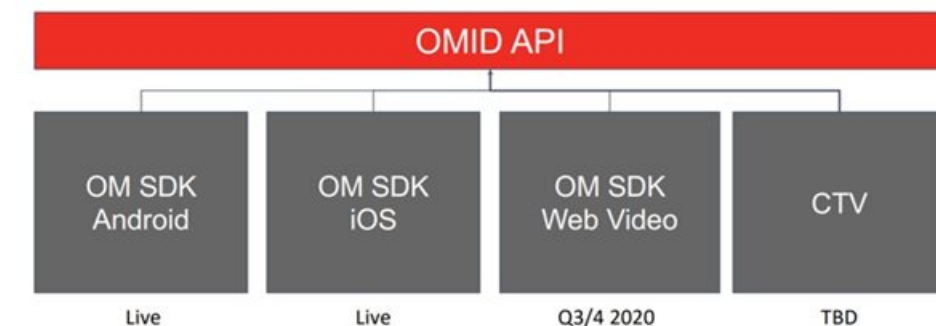 OMID API
OM SDK
Android
OM SDK
iOS
OM SDK
Web Video
CTV
Live
Live
Q3/4 2020
TBD